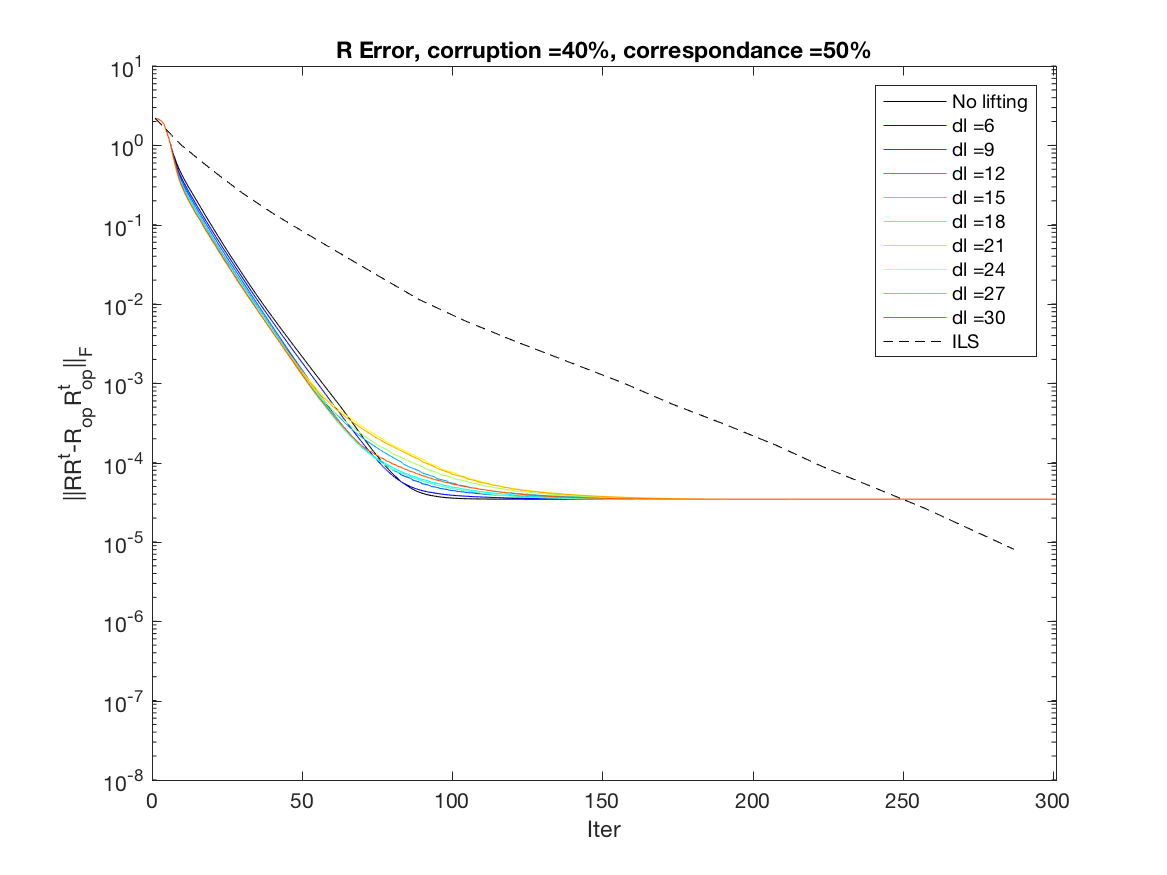 R Error, corruption =40%, correspondance =50%
10^1
10^0
10^-1
10^-2
10^-3
10^-4
10^-5
10^-6
10^-7
10^-8
||RR^t-R_op R^t_op||_F
No lifting
dl =6
dl =9
dl =12
dl =15
dl =18
dl =21
dl =24
dl =27
dl =30
ILS
0 50 100 150 200 250 300
Iter